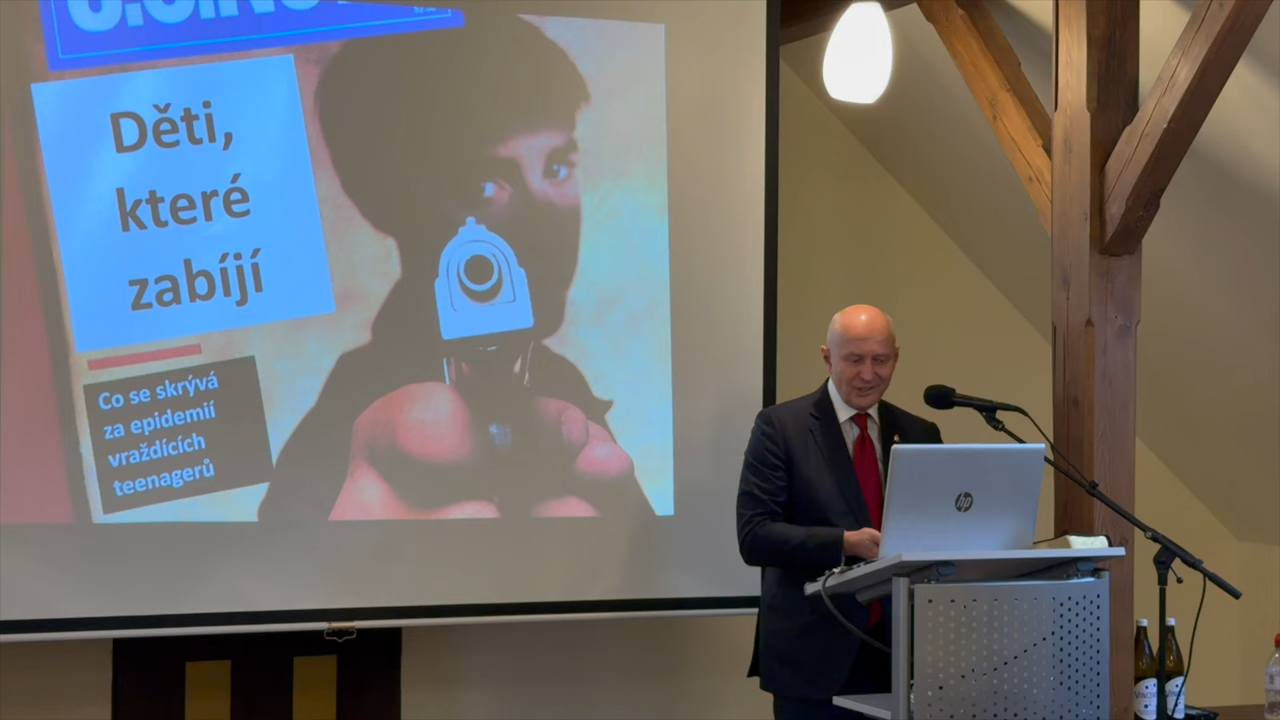 Děti,
které
zabíjí
Co se skrývá
za epidemií
vraždících
teenagerů
hp